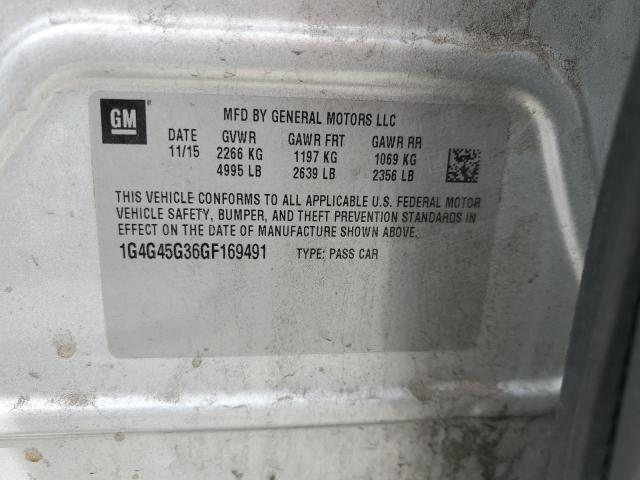 GM
MFD BY GENERAL MOTORS LLC
DATE GVWR GAWR FRT GAWR RR
11/15 2266 KG 1197 KG 1069 KG
4995 LB 2639 LB 2356 LB
THIS VEHICLE CONFORMS TO ALL APPLICABLE U.S. FEDERAL MOTOR
VEHICLE SAFETY, BUMPER, AND THEFT PREVENTION STANDARDS IN
EFFECT ON THE DATE OF MANUFACTURE SHOWN ABOVE.
1G4G45G36GF169491 TYPE: PASS CAR